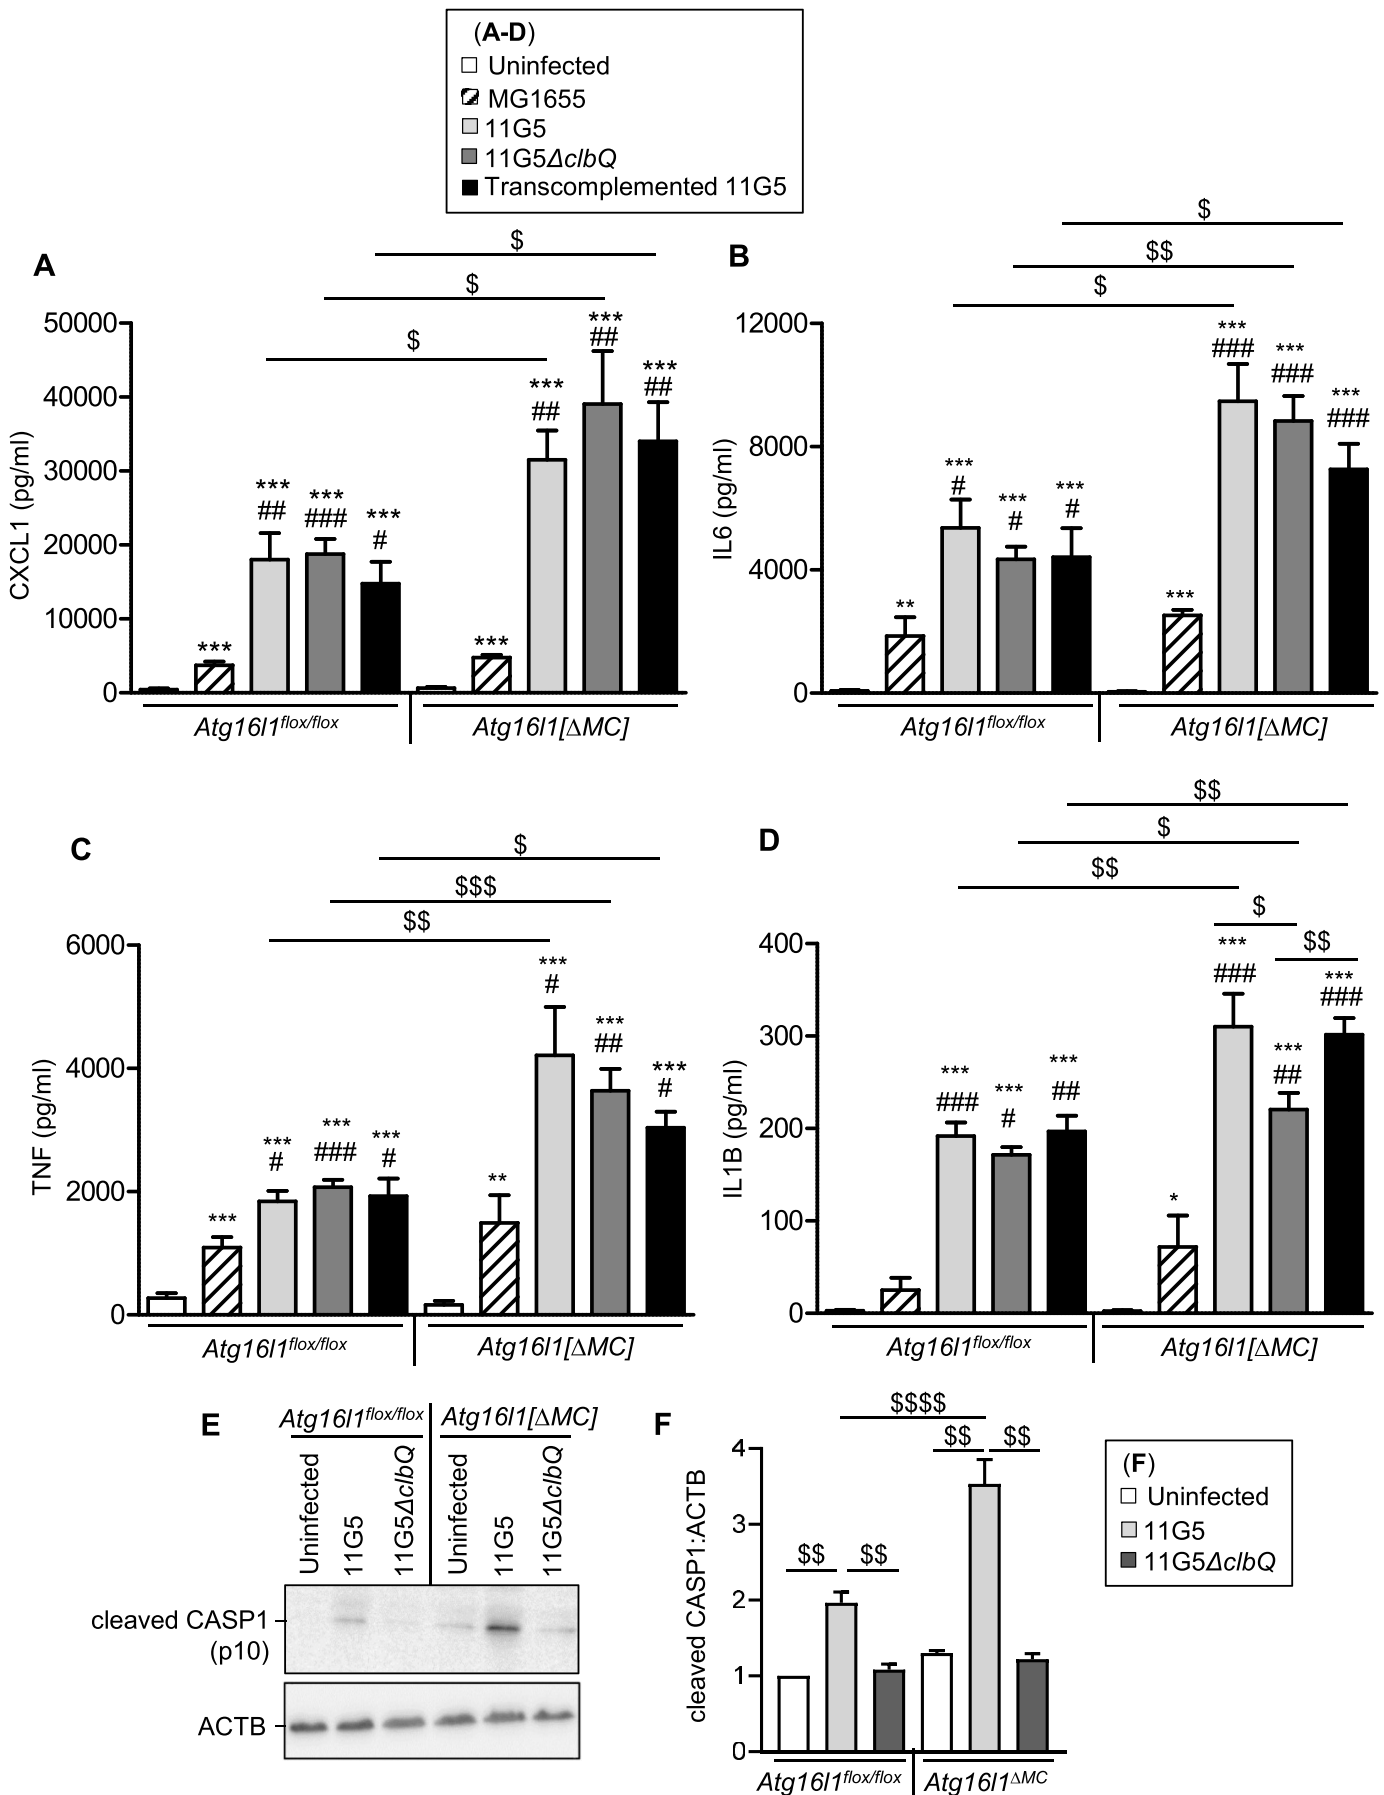 (A-D)
Uninfected
MG1655
11G5
11G5ΔclbQ
Transcomplemented 11G5
A
$
$
$
50000
40000
30000
20000
10000
0
CXCL1 (pg/ml)
***
***
##
***
###
***
#
***
***
##
***
##
***
##
Atg16l1flox/flox
Atg16l1[ΔMC]
B
$
$$
$
12000
8000
4000
0
IL6 (pg/ml)
**
***
#
***
#
***
#
***
***
###
***
###
***
###
Atg16l1flox/flox
Atg16l1[ΔMC]
C
$
$$$
$$
6000
4000
2000
0
TNF (pg/ml)
***
***
#
***
###
***
#
**
***
#
***
##
***
#
Atg16l1flox/flox
Atg16l1[ΔMC]
D
$$
$
$$
$
$$
400
300
200
100
0
IL1B (pg/ml)
***
###
***
#
***
##
*
***
###
***
##
***
###
Atg16l1flox/flox
Atg16l1[ΔMC]
E
Atg16l1flox/flox
Atg16l1[ΔMC]
Uninfected
11G5
11G5ΔclbQ
Uninfected
11G5
11G5ΔclbQ
cleaved CASP1
(p10)
ACTB
F
$$$$
$$
$$
$$
$$
4
3
2
1
0
cleaved CASP1:ACTB
Atg16l1flox/flox
Atg16l1ΔMC
(F)
Uninfected
11G5
11G5ΔclbQ